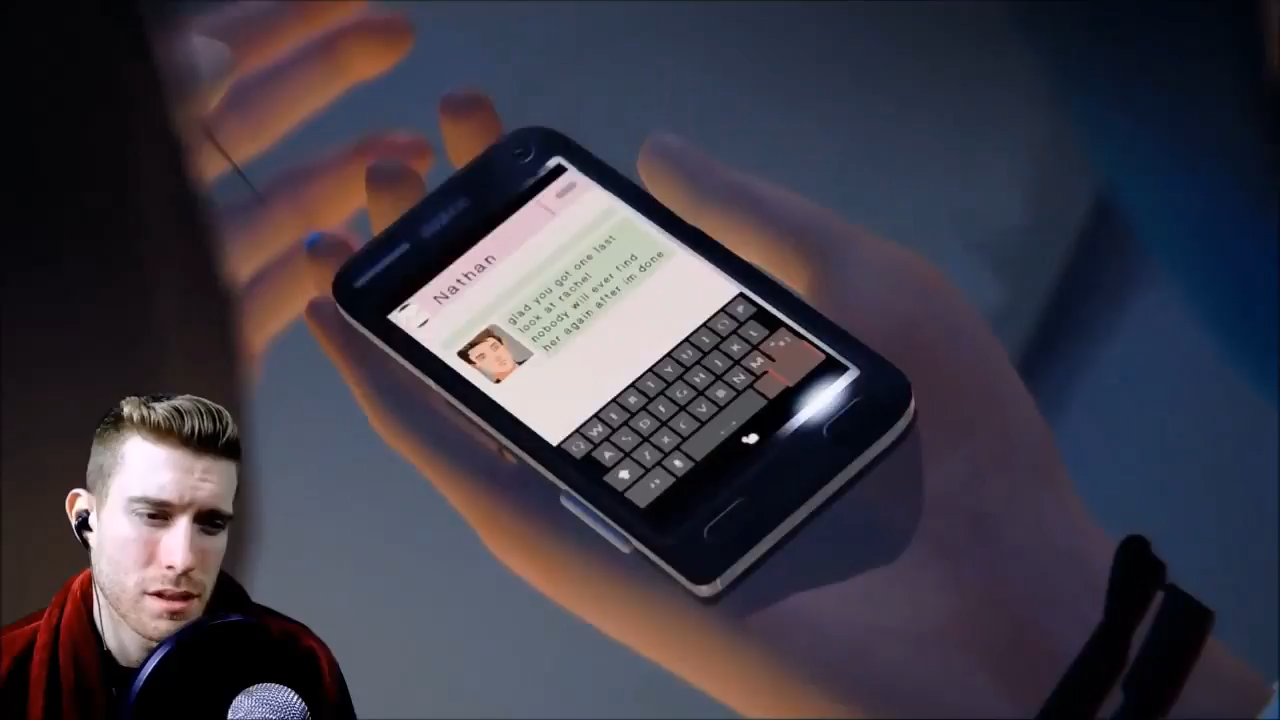 Nathan
glad you got one last
look at rachel
nobody will ever find
her again after im done
Q W E R T Y U I O P
A S D F G H J K L
Z X C V B N M